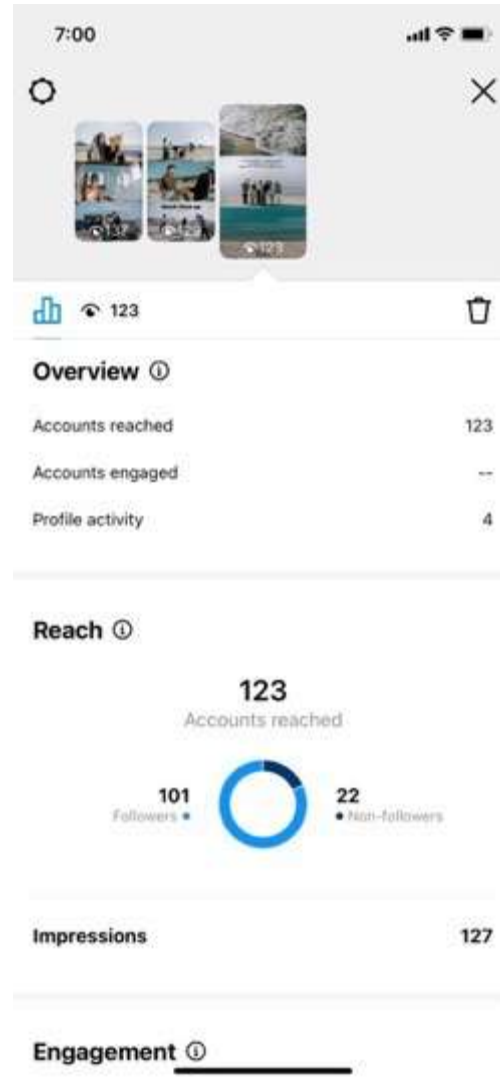 7:00
123
123
Overview
Accounts reached 123
Accounts engaged --
Profile activity 4
Reach
123
Accounts reached
101 22
Followers Non-followers
Impressions 127
Engagement